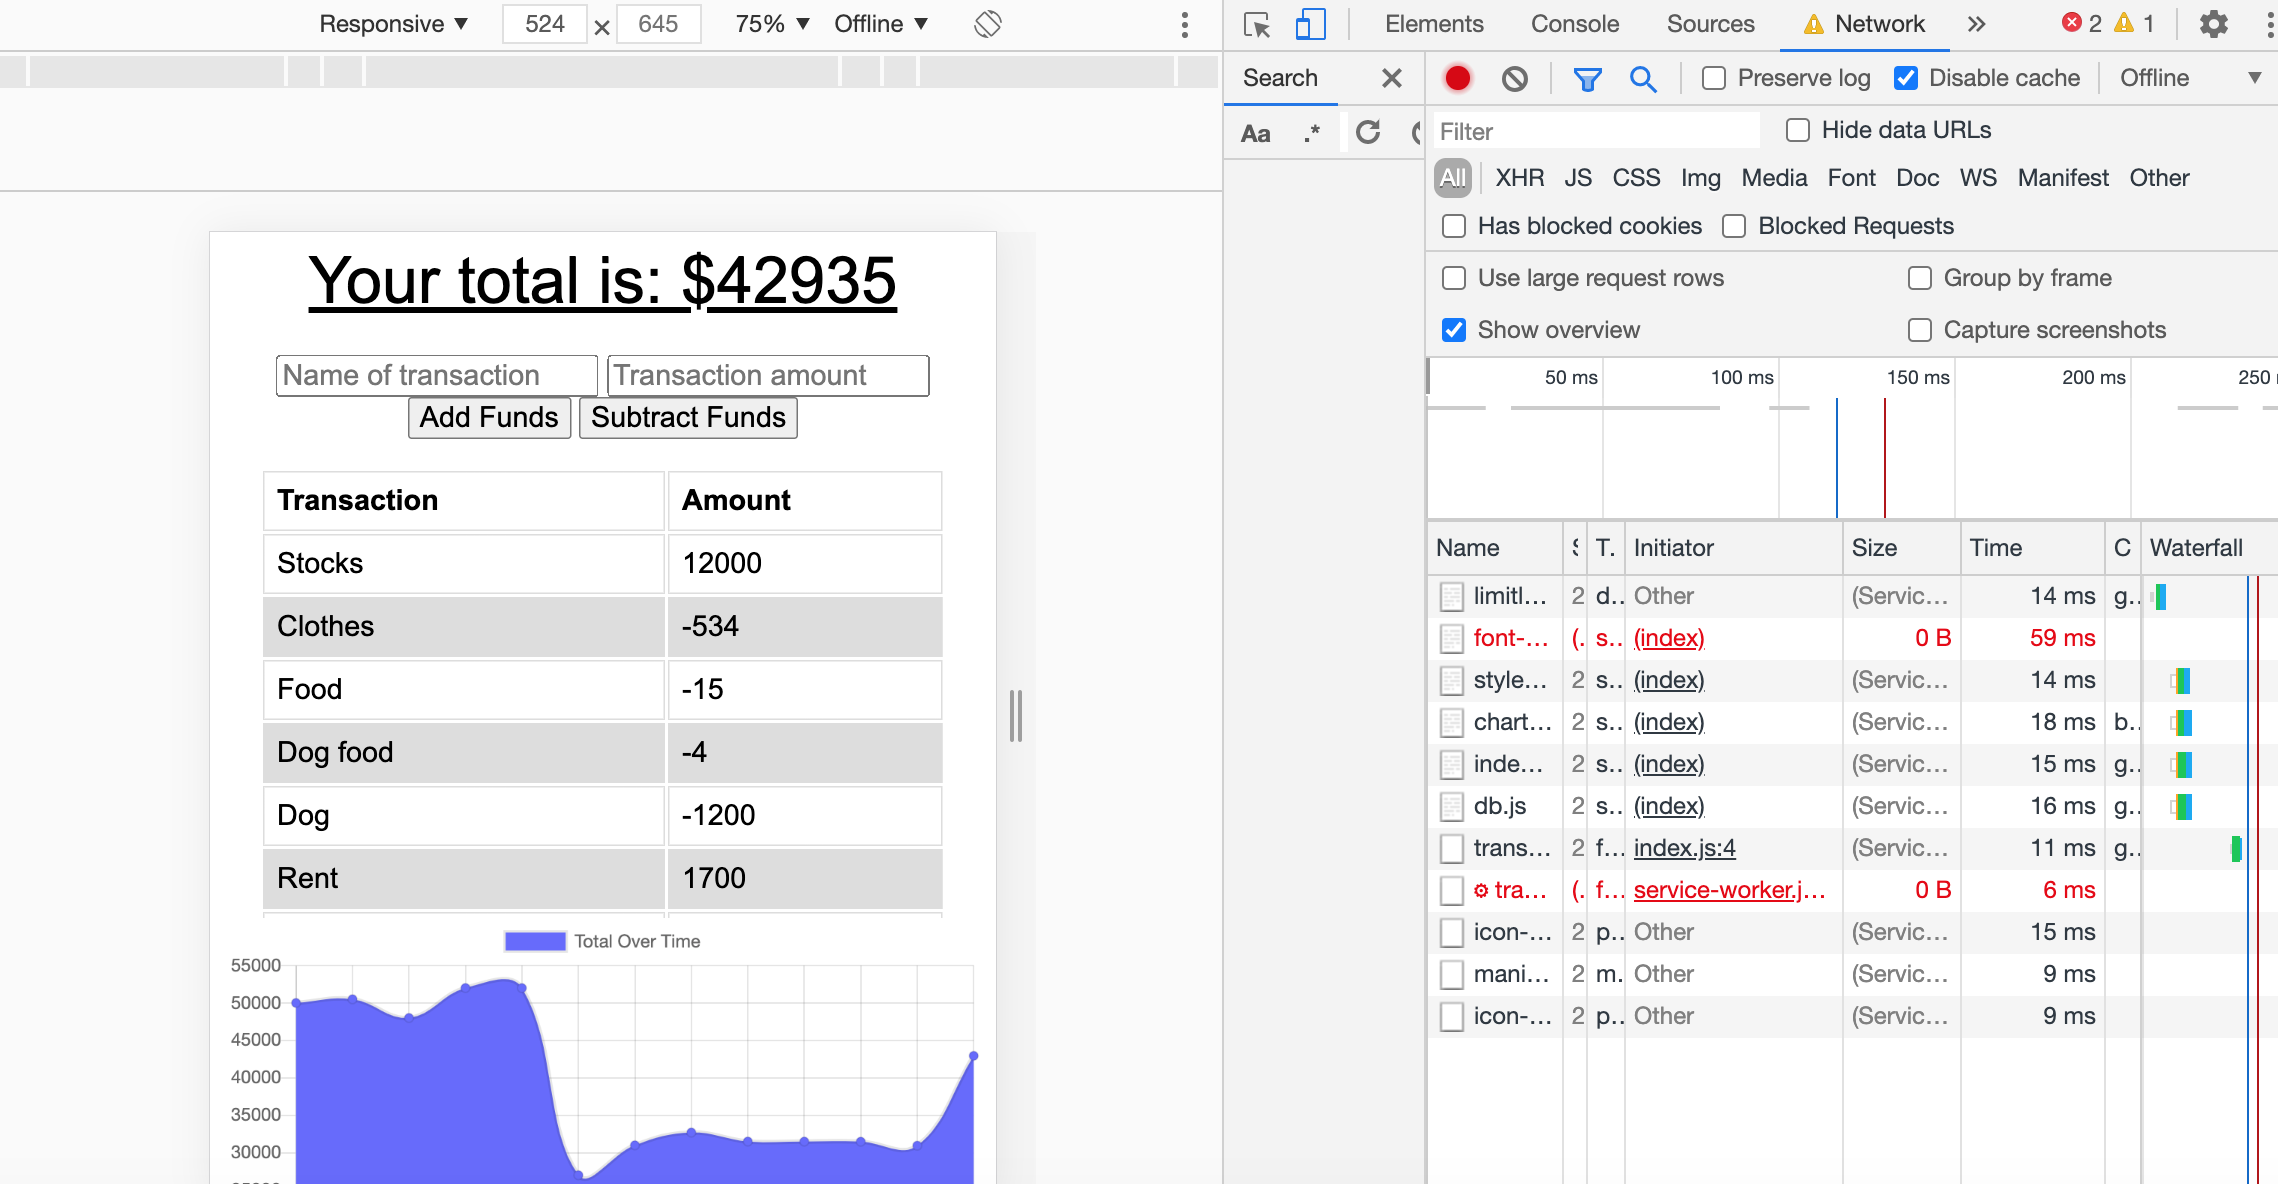 Responsive ▼ 524 × 645 75% ▼ Offline ▼
Elements Console Sources Network » 2 1
Search × Preserve log Disable cache Offline ▼
Aa .* Filter Hide data URLs
All XHR JS CSS Img Media Font Doc WS Manifest Other
Has blocked cookies Blocked Requests
Use large request rows Group by frame
Show overview Capture screenshots
50 ms 100 ms 150 ms 200 ms 250
Name T. Initiator Size Time C Waterfall
limitl... 2 d.. Other (Servic... 14 ms g..
font-... (. s.. (index) 0 B 59 ms
style... 2 s.. (index) (Servic... 14 ms
chart... 2 s.. (index) (Servic... 18 ms b..
inde... 2 s.. (index) (Servic... 15 ms g..
db.js 2 s.. (index) (Servic... 16 ms g..
trans... 2 f... index.js:4 (Servic... 11 ms g..
tra... (. f... service-worker.j... 0 B 6 ms
icon-... 2 p.. Other (Servic... 15 ms
mani... 2 m. Other (Servic... 9 ms
icon-... 2 p.. Other (Servic... 9 ms
Your total is: $42935
Name of transaction Transaction amount
Add Funds Subtract Funds
Transaction Amount
Stocks 12000
Clothes -534
Food -15
Dog food -4
Dog -1200
Rent 1700
Total Over Time
55000
50000
45000
40000
35000
30000